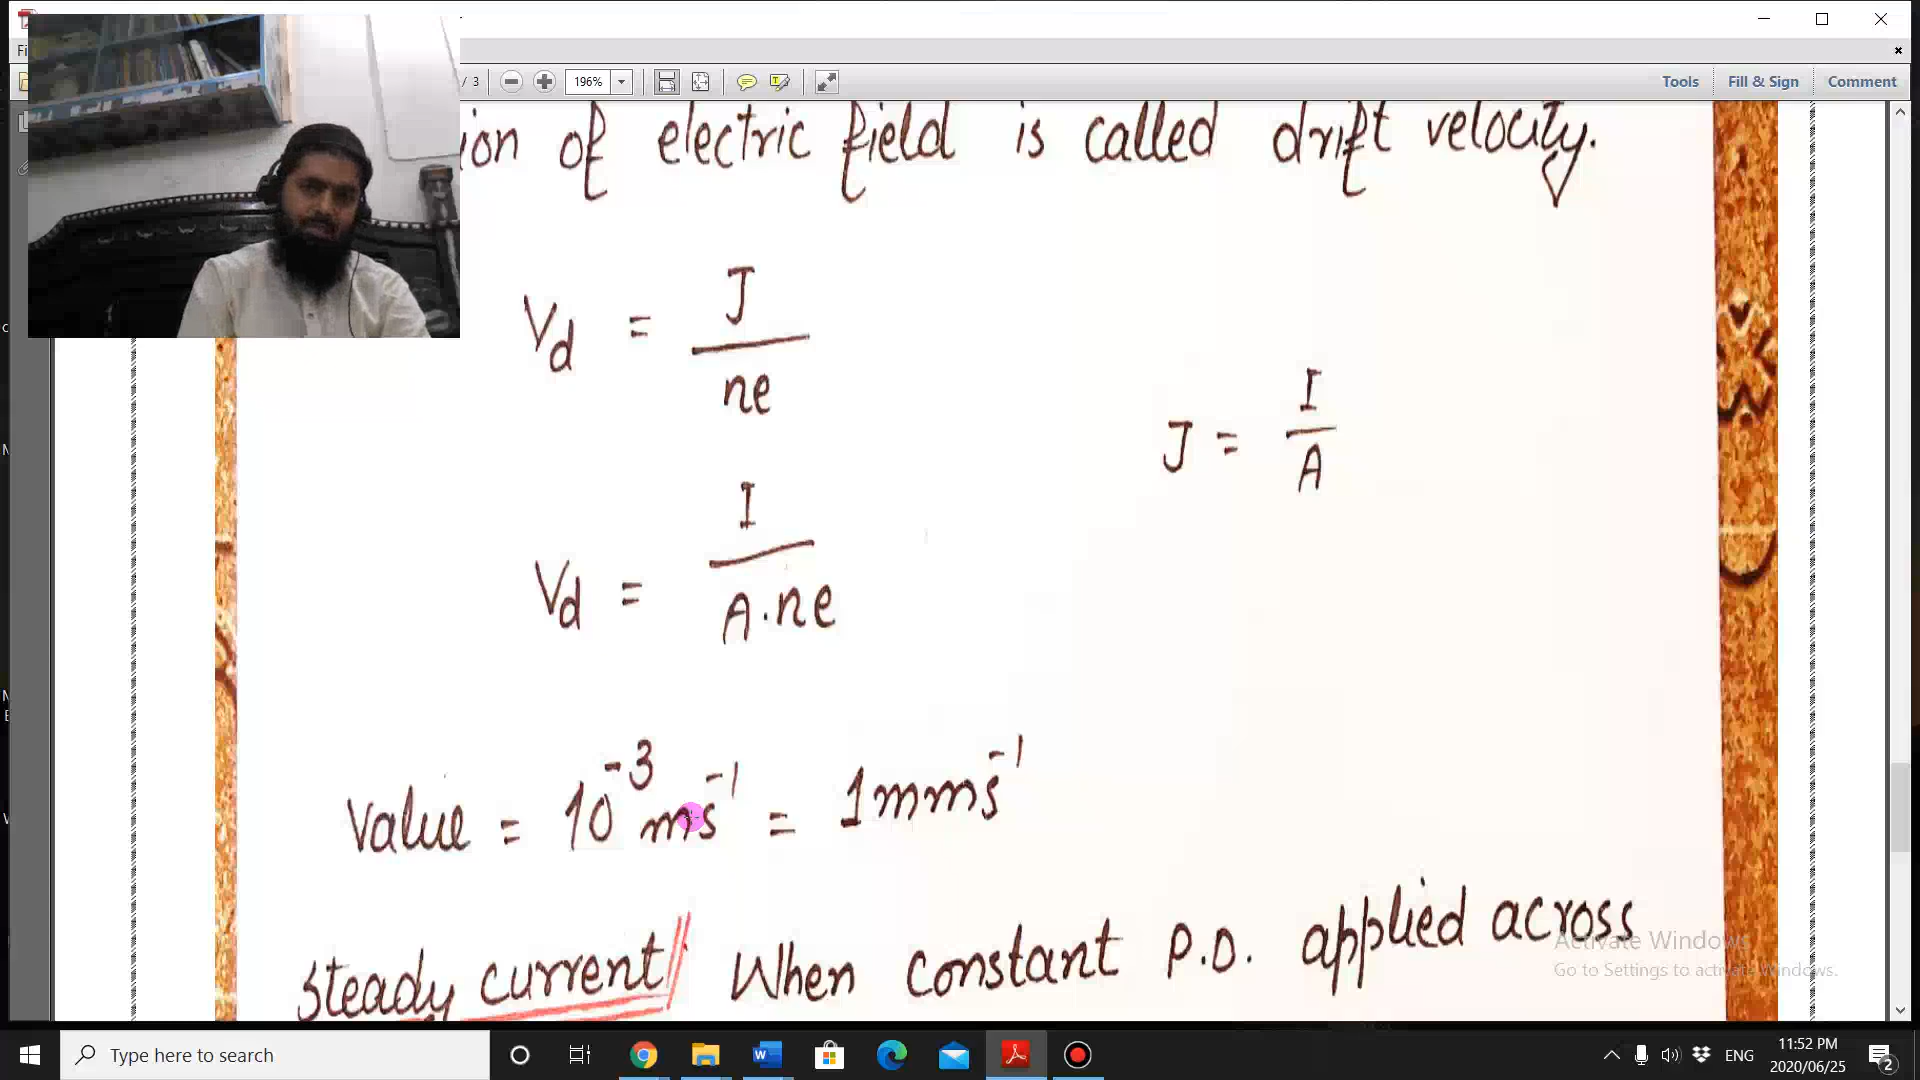 Fi
/ 3
196%
Tools
Fill & Sign
Comment
ion of electric field is called drift velocity.
Vd = J / ne
J = I / A
Vd = I / A . ne
Value = 10⁻³ ms⁻¹ = 1mms⁻¹
Steady current When constant P.D. applied across
Activate Windows
Go to Settings to activate Windows.
Type here to search
ENG
11:52 PM
2020/06/25
2